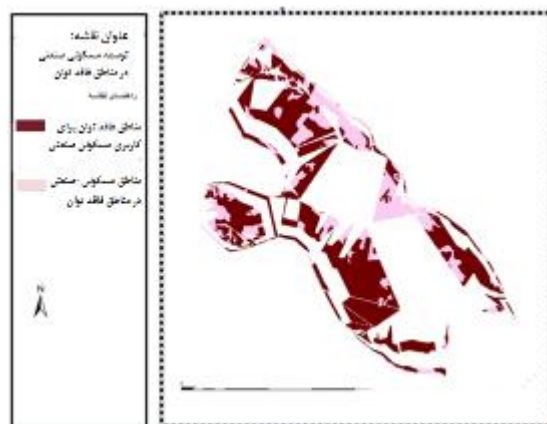 عنوان نقشه:
توسعه مسکونی صنعتی
در مناطق فاقد توان
راهنمای نقشه
مناطق فاقد توان برای
کاربری مسکونی صنعتی
مناطق مسکونی -صنعتی
در مناطق فاقد توان
N